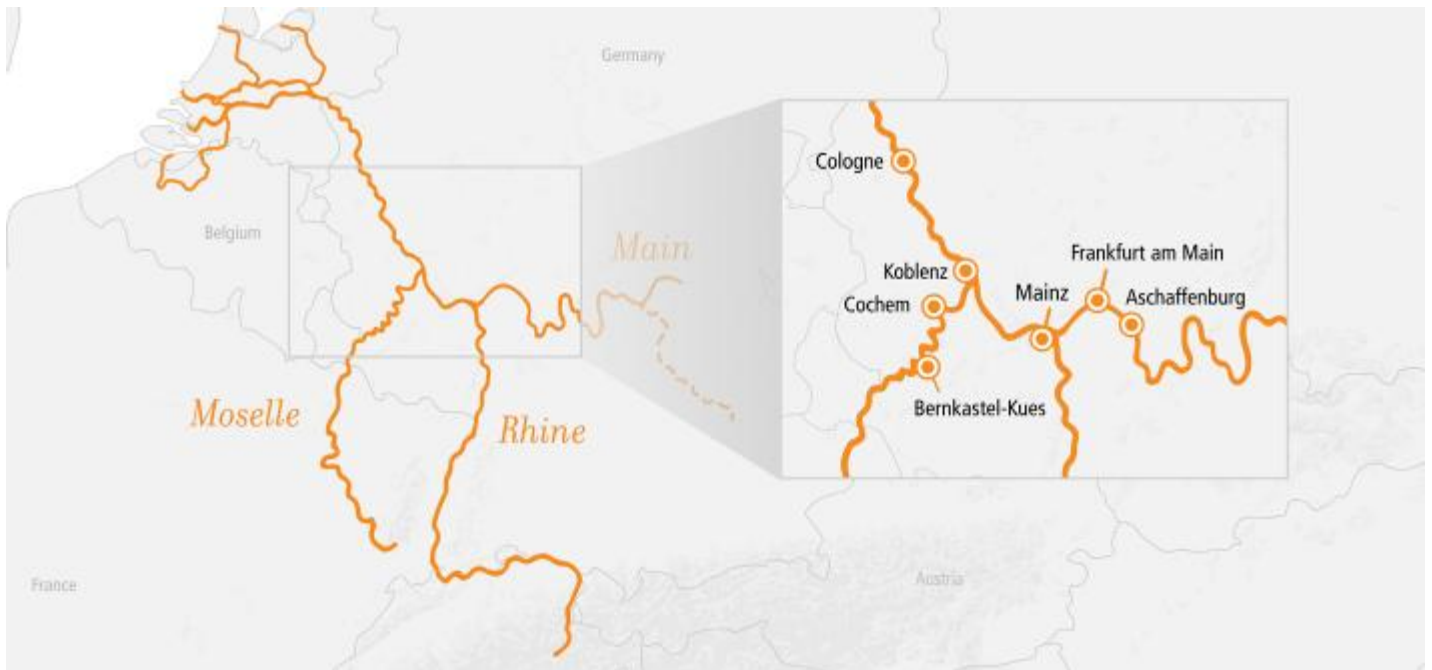 Germany
Belgium
Main
Moselle
Rhine
France
Austria
Cologne
Koblenz
Cochem
Mainz
Frankfurt am Main
Aschaffenburg
Bernkastel-Kues